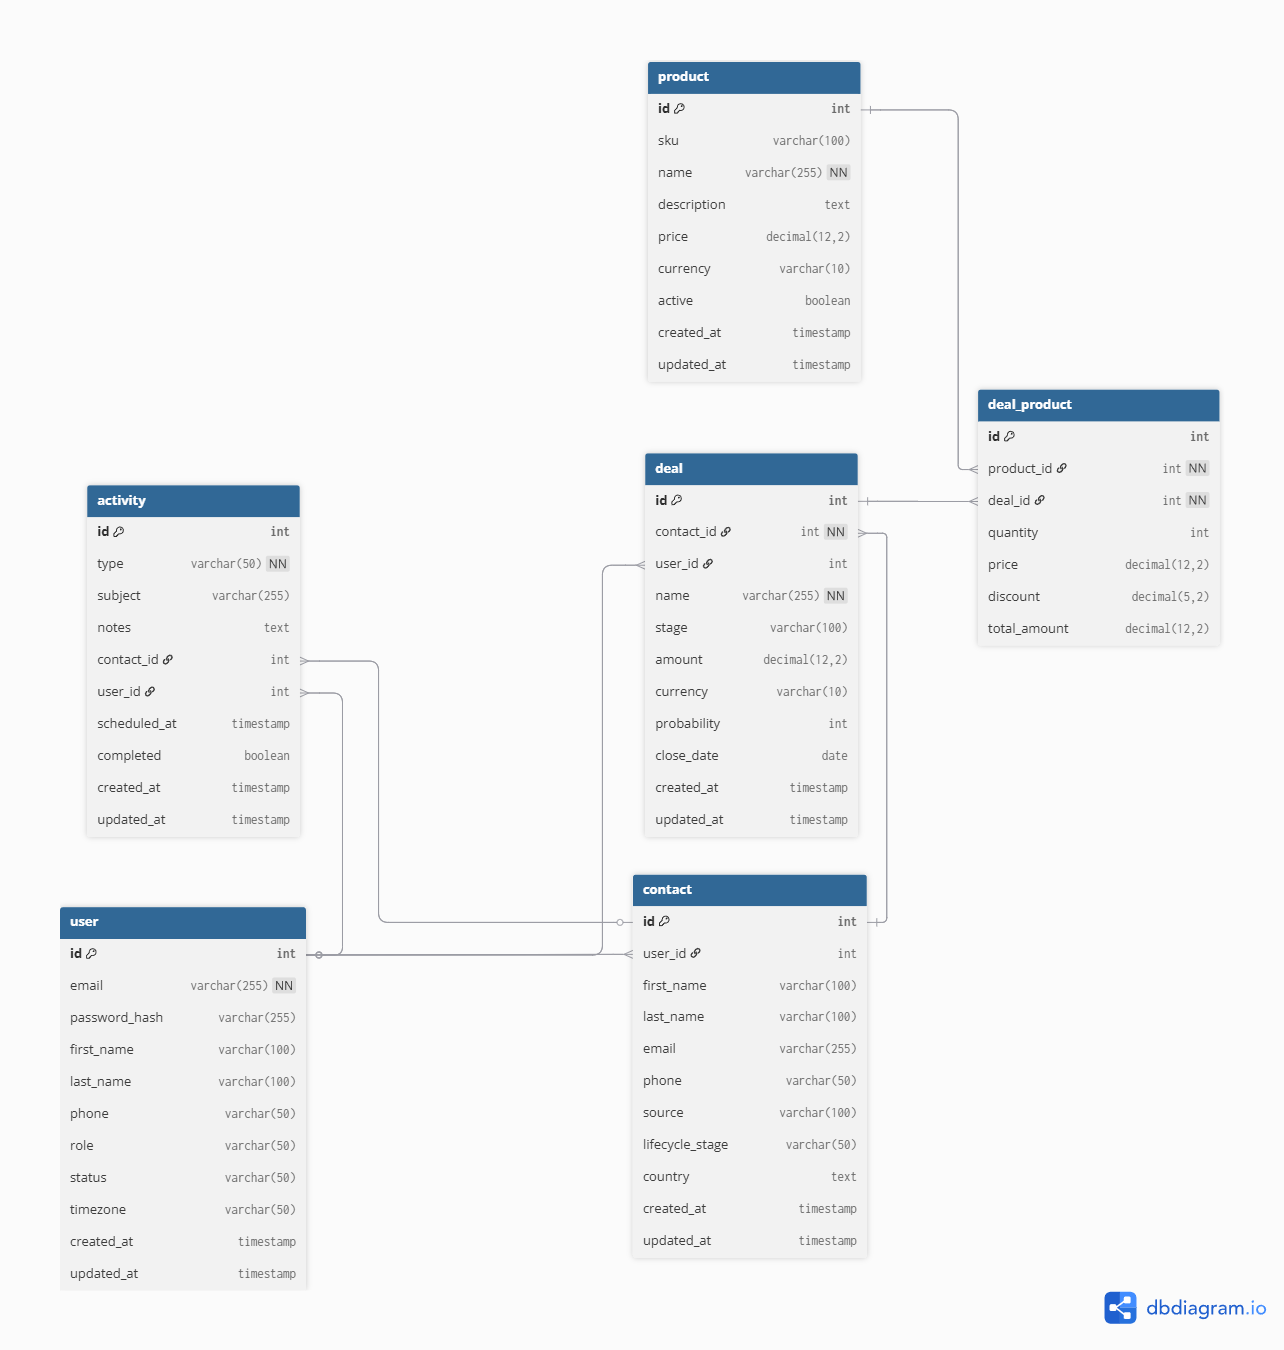 product
id int
sku varchar(100)
name varchar(255) NN
description text
price decimal(12,2)
currency varchar(10)
active boolean
created_at timestamp
updated_at timestamp
deal_product
id int
product_id int NN
deal_id int NN
quantity int
price decimal(12,2)
discount decimal(5,2)
total_amount decimal(12,2)
deal
id int
contact_id int NN
user_id int
name varchar(255) NN
stage varchar(100)
amount decimal(12,2)
currency varchar(10)
probability int
close_date date
created_at timestamp
updated_at timestamp
activity
id int
type varchar(50) NN
subject varchar(255)
notes text
contact_id int
user_id int
scheduled_at timestamp
completed boolean
created_at timestamp
updated_at timestamp
contact
id int
user_id int
first_name varchar(100)
last_name varchar(100)
email varchar(255)
phone varchar(50)
source varchar(100)
lifecycle_stage varchar(50)
country text
created_at timestamp
updated_at timestamp
user
id int
email varchar(255) NN
password_hash varchar(255)
first_name varchar(100)
last_name varchar(100)
phone varchar(50)
role varchar(50)
status varchar(50)
timezone varchar(50)
created_at timestamp
updated_at timestamp
dbdiagram.io